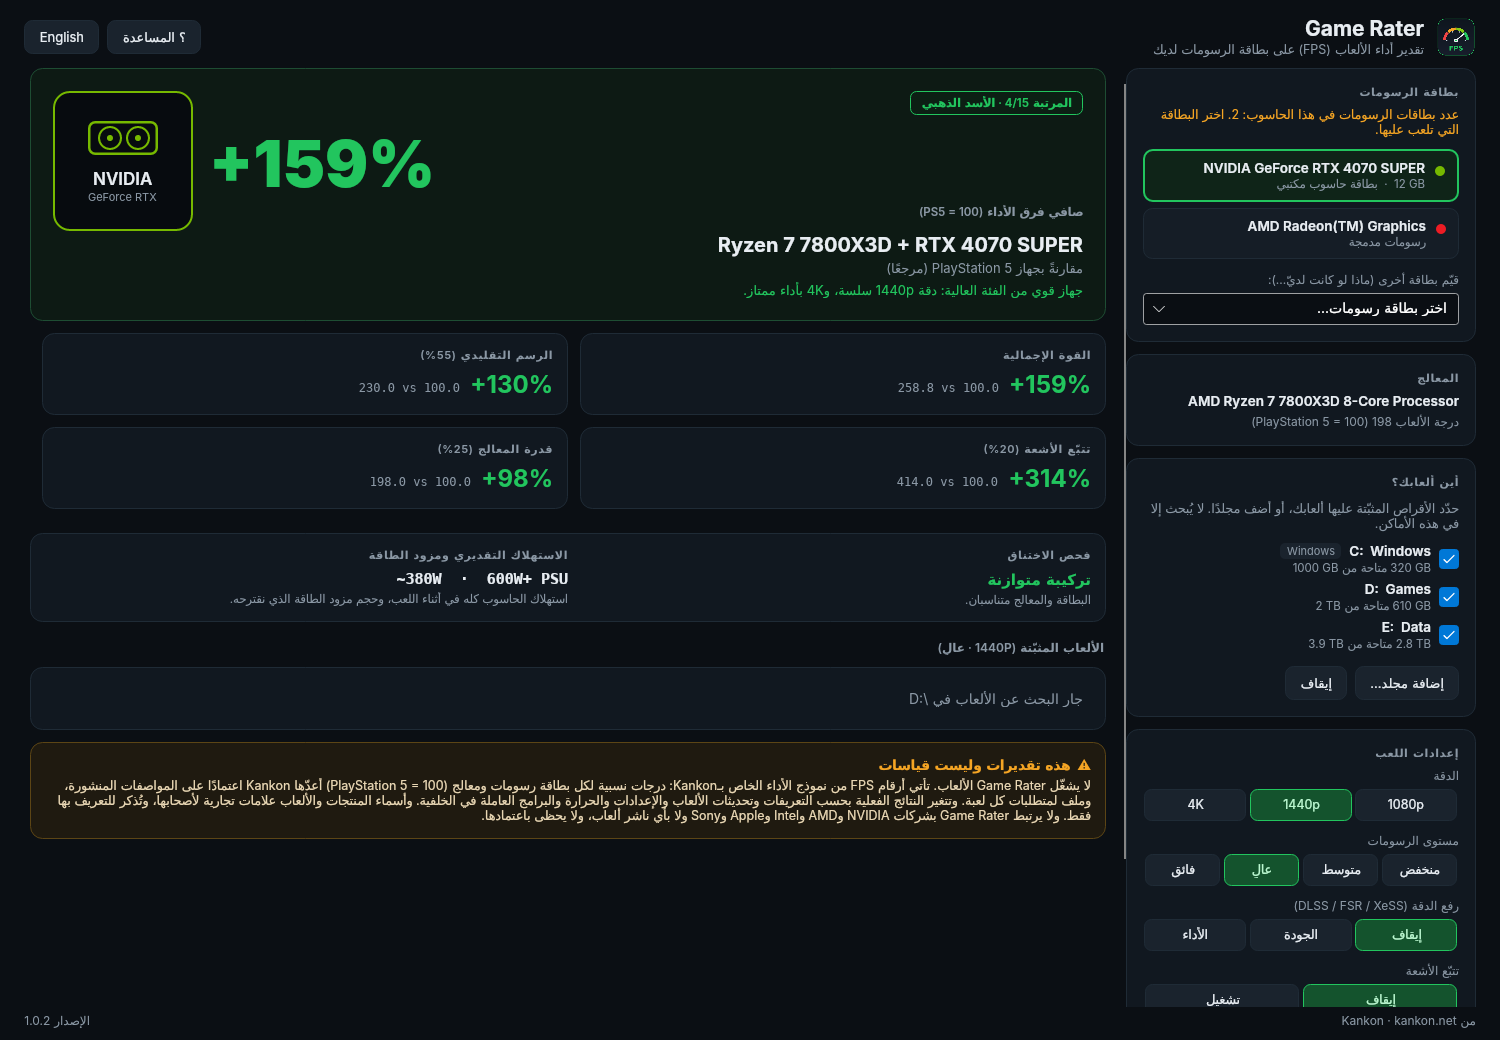 Game Rater
تقدير أداء الألعاب (FPS) على بطاقة الرسومات لديك
FPS
؟ المساعدة
English
بطاقة الرسومات
عدد بطاقات الرسومات في هذا الحاسوب: 2. اختر البطاقة
التي تلعب عليها.
NVIDIA GeForce RTX 4070 SUPER
12 GB · بطاقة حاسوب مكتبي
AMD Radeon(TM) Graphics
رسومات مدمجة
قيّم بطاقة أخرى (ماذا لو كانت لديّ...):
اختر بطاقة رسومات...
المعالج
AMD Ryzen 7 7800X3D 8-Core Processor
درجة الألعاب 198 (PlayStation 5 = 100)
أين ألعابك؟
حدّد الأقراص المثبّتة عليها ألعابك، أو أضف مجلدًا. لا يُبحث إلا
في هذه الأماكن.
C: Windows Windows
320 GB متاحة من 1000 GB
D: Games
610 GB متاحة من 2 TB
E: Data
2.8 TB متاحة من 3.9 TB
إضافة مجلد...
إيقاف
إعدادات اللعب
الدقة
1080p
1440p
4K
مستوى الرسومات
منخفض
متوسط
عالٍ
فائق
رفع الدقة (DLSS / FSR / XeSS)
إيقاف
الجودة
الأداء
تتبّع الأشعة
إيقاف
تشغيل
المرتبة 4/15 · الأسد الذهبي
+159%
NVIDIA
GeForce RTX
صافي فرق الأداء (PS5 = 100)
Ryzen 7 7800X3D + RTX 4070 SUPER
مقارنةً بجهاز PlayStation 5 (مرجعًا)
جهاز قوي من الفئة العالية: دقة 1440p سلسة، و4K بأداء ممتاز.
القوة الإجمالية
+159% 258.8 vs 100.0
الرسم التقليدي (55%)
+130% 230.0 vs 100.0
تتبّع الأشعة (20%)
+314% 414.0 vs 100.0
قدرة المعالج (25%)
+98% 198.0 vs 100.0
فحص الاختناق
تركيبة متوازنة
البطاقة والمعالج متناسبان.
الاستهلاك التقديري ومزود الطاقة
~380W · 600W+ PSU
استهلاك الحاسوب كله في أثناء اللعب، وحجم مزود الطاقة الذي نقترحه.
الألعاب المثبّتة (1440P · عالٍ)
جارٍ البحث عن الألعاب في D:\
⚠ هذه تقديرات وليست قياسات
لا يشغّل Game Rater الألعاب. تأتي أرقام FPS من نموذج الأداء الخاص بـKankon: درجات نسبية لكل بطاقة رسومات ومعالج (PlayStation 5 = 100) أعدّها Kankon اعتمادًا على المواصفات المنشورة،
وملف لمتطلبات كل لعبة. وتتغير النتائج الفعلية بحسب التعريفات وتحديثات الألعاب والإعدادات والحرارة والبرامج العاملة في الخلفية. وأسماء المنتجات والألعاب علامات تجارية لأصحابها، وتُذكر للتعريف بها
فقط. ولا يرتبط Game Rater بشركات NVIDIA وAMD وIntel وApple وSony ولا بأي ناشر ألعاب، ولا يحظى باعتمادها.
من Kankon · kankon.net
الإصدار 1.0.2